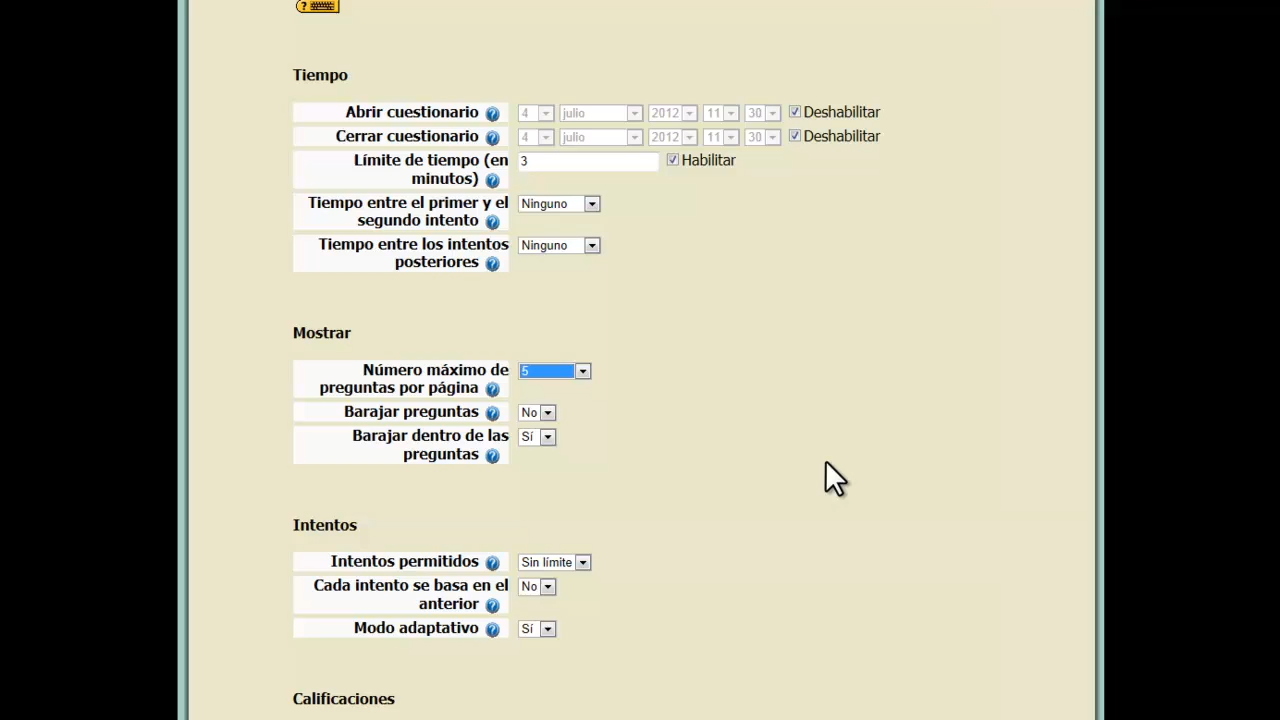 Tiempo
Abrir cuestionario 4 julio 2012 11 30 Deshabilitar
Cerrar cuestionario 4 julio 2012 11 30 Deshabilitar
Límite de tiempo (en 3 Habilitar
minutos)
Tiempo entre el primer y el Ninguno
segundo intento
Tiempo entre los intentos Ninguno
posteriores
Mostrar
Número máximo de 5
preguntas por página
Barajar preguntas No
Barajar dentro de las Sí
preguntas
Intentos
Intentos permitidos Sin límite
Cada intento se basa en el No
anterior
Modo adaptativo Sí
Calificaciones